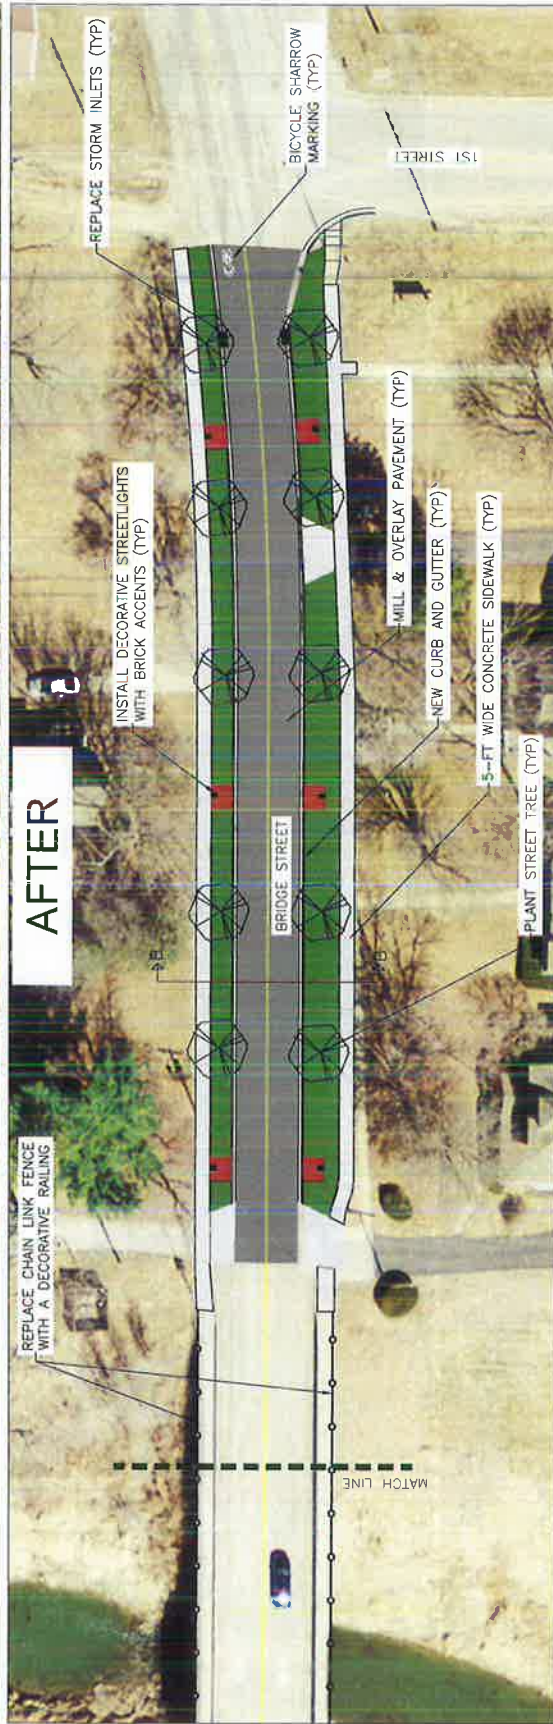 AFTER
REPLACE CHAIN LINK FENCE
WITH A DECORATIVE RAILING
INSTALL DECORATIVE STREETLIGHTS
WITH BRICK ACCENTS (TYP)
REPLACE STORM INLETS (TYP)
BICYCLE SHARROW
MARKING (TYP)
1ST STREET
BRIDGE STREET
B
B
MILL & OVERLAY PAVEMENT (TYP)
NEW CURB AND GUTTER (TYP)
5-FT WIDE CONCRETE SIDEWALK (TYP)
PLANT STREET TREE (TYP)
MATCH LINE